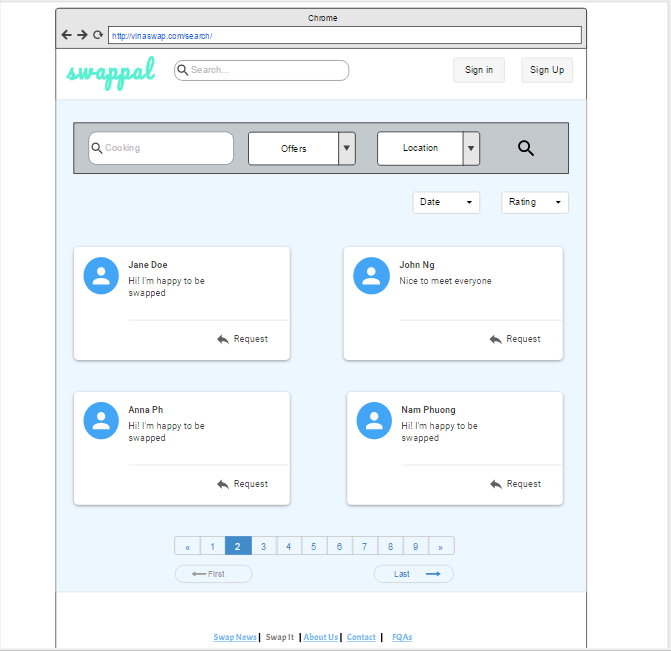 Chrome
http://vinaswap.com/search/
swappal
Search...
Sign in
Sign Up
Cooking
Offers
Location
Date
Rating
Jane Doe
Hi! I'm happy to be
swapped
Request
John Ng
Nice to meet everyone
Request
Anna Ph
Hi! I'm happy to be
swapped
Request
Nam Phuong
Hi! I'm happy to be
swapped
Request
« 1 2 3 4 5 6 7 8 9 »
First
Last
Swap News | Swap It | About Us | Contact | FQAs